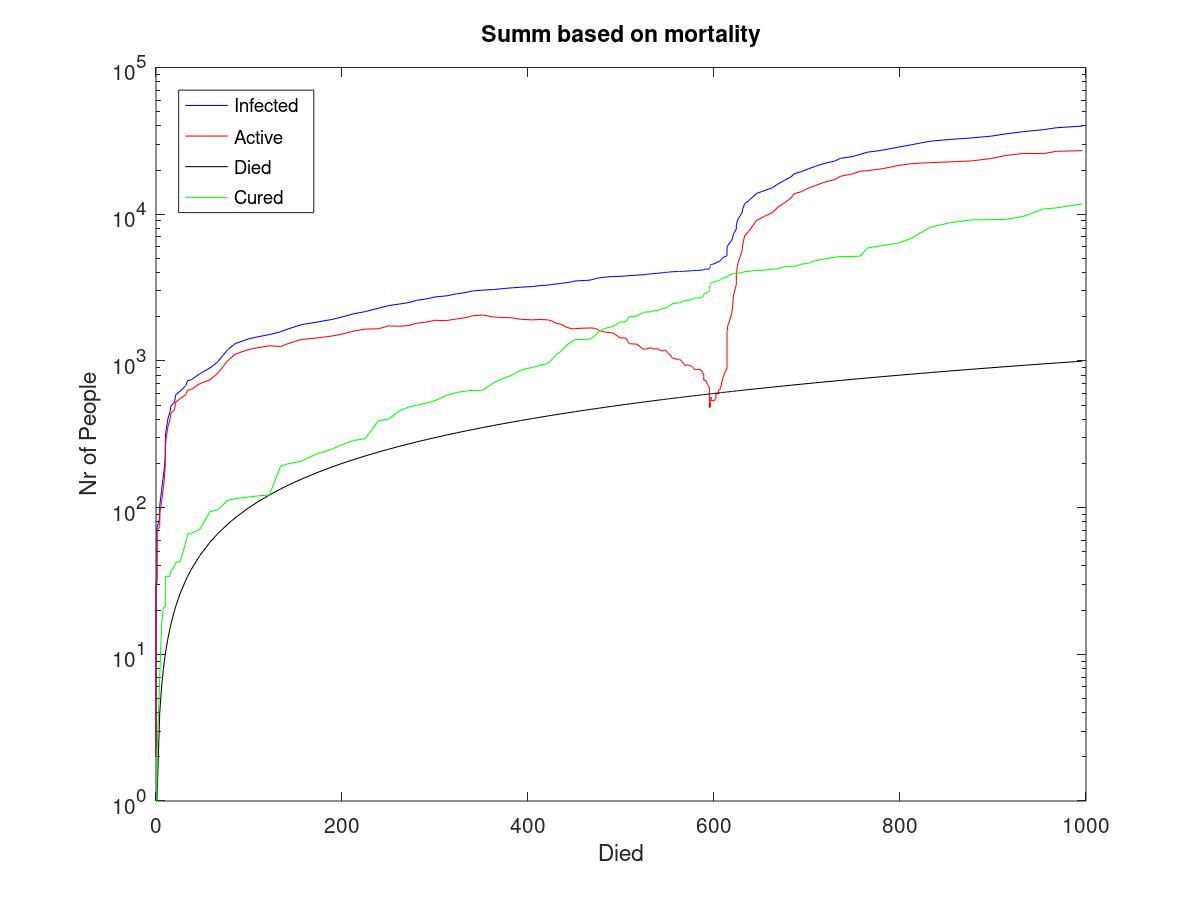 Summ based on mortality
10^5
10^4
10^3
10^2
10^1
10^0
Nr of People
Infected
Active
Died
Cured
0 200 400 600 800 1000
Died